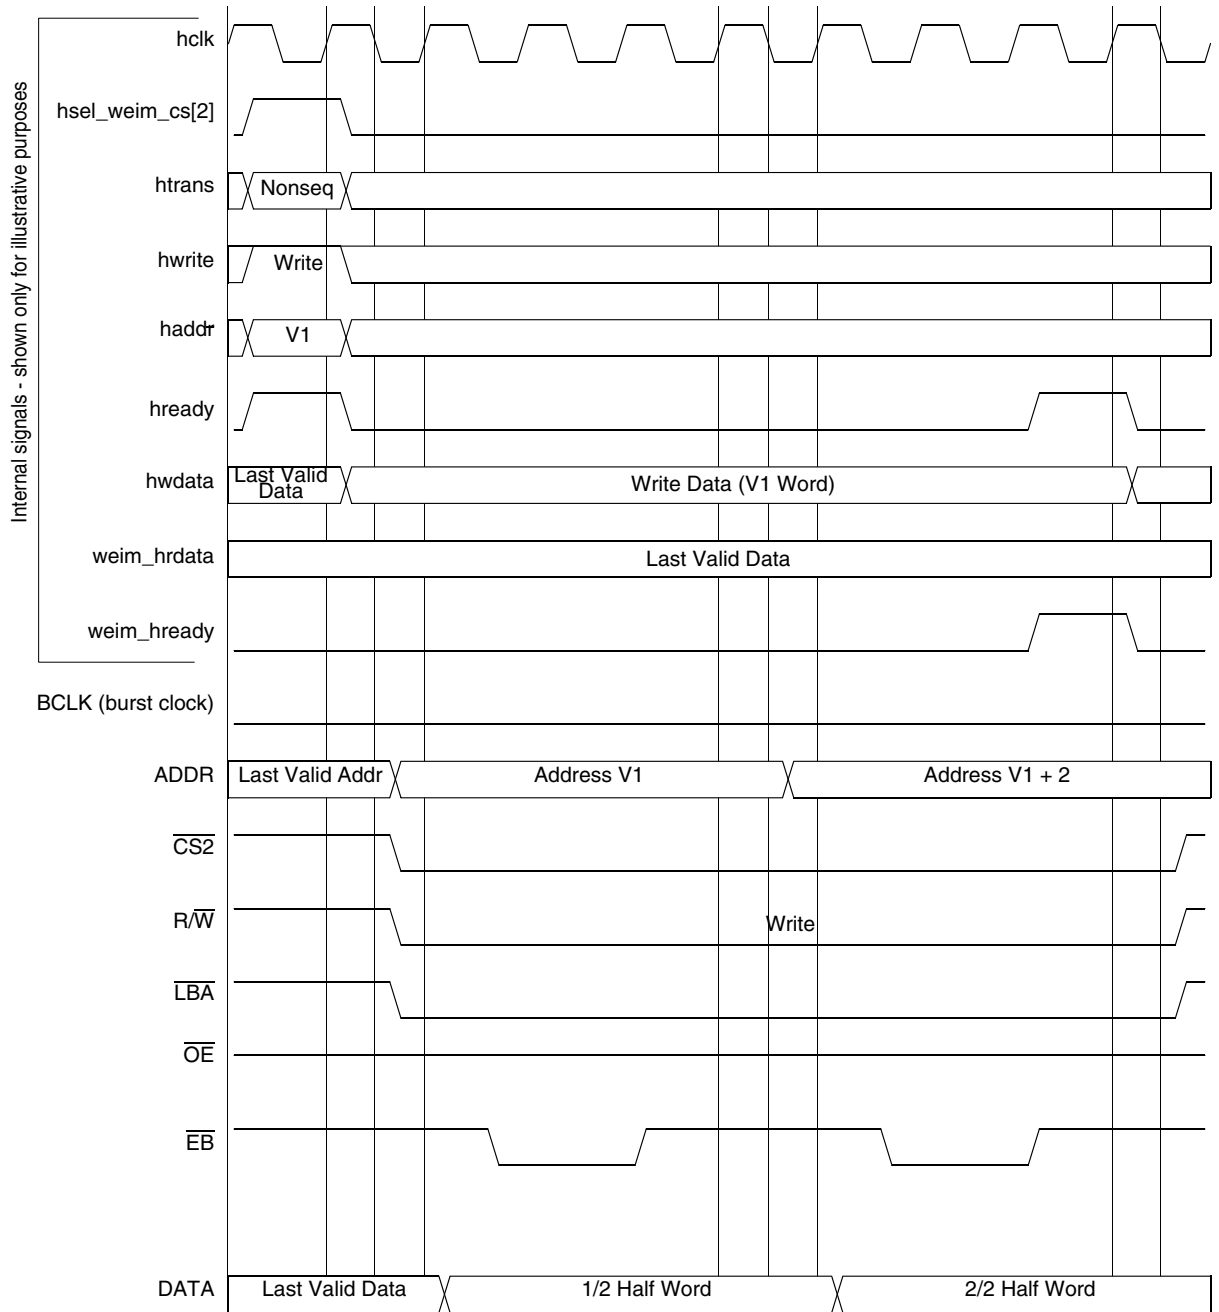 Internal signals - shown only for illustrative purposes
hclk
hsel_weim_cs[2]
htrans
Nonseq
hwrite
Write
haddr
V1
hready
hwdata
Last Valid
Data
Write Data (V1 Word)
weim_hrdata
Last Valid Data
weim_hready
BCLK (burst clock)
ADDR
Last Valid Addr
Address V1
Address V1 + 2
CS2
R/W
Write
LBA
OE
EB
DATA
Last Valid Data
1/2 Half Word
2/2 Half Word